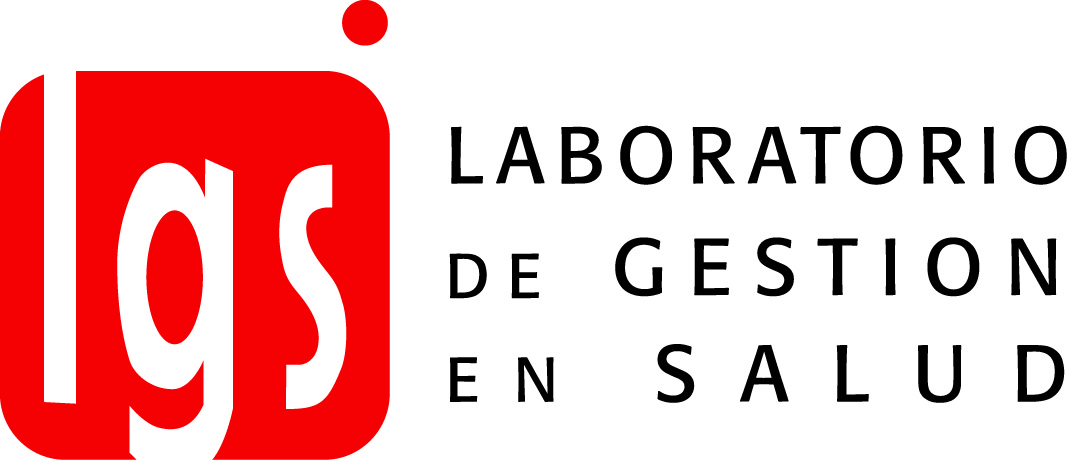 lgs
LABORATORIO
DE GESTION
EN SALUD